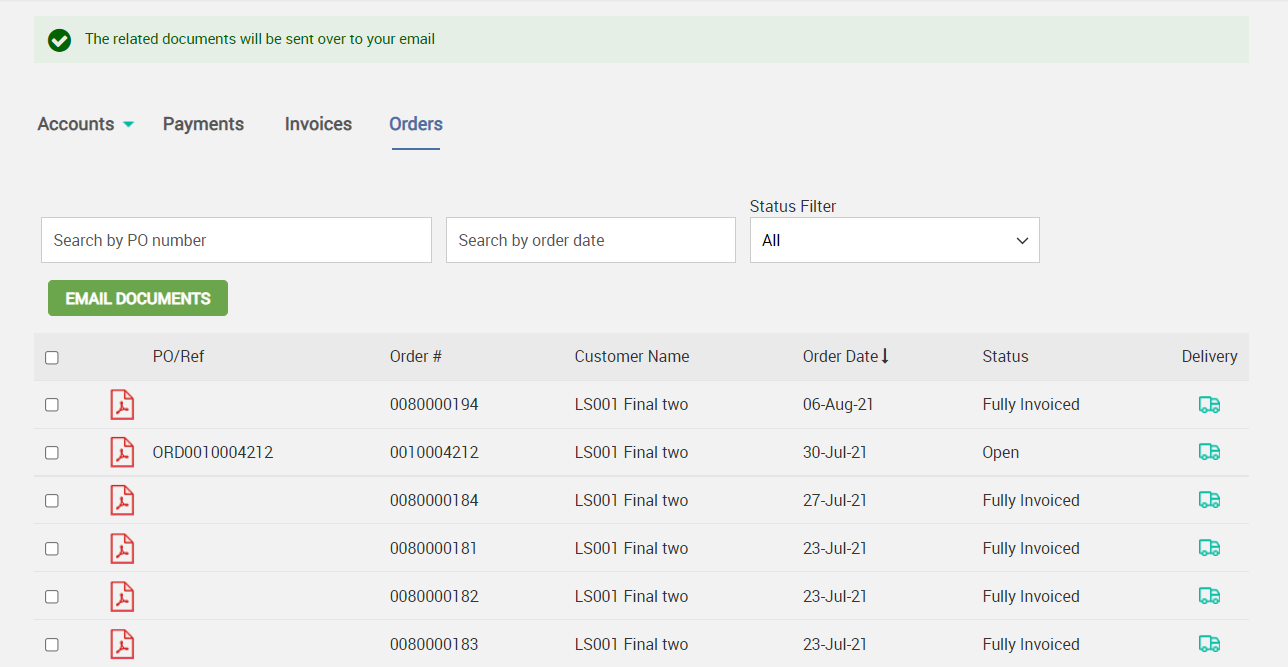 The related documents will be sent over to your email
Accounts Payments Invoices Orders
Status Filter
Search by PO number Search by order date All
EMAIL DOCUMENTS
PO/Ref Order # Customer Name Order Date Status Delivery
0080000194 LS001 Final two 06-Aug-21 Fully Invoiced
ORD0010004212 0010004212 LS001 Final two 30-Jul-21 Open
0080000184 LS001 Final two 27-Jul-21 Fully Invoiced
0080000181 LS001 Final two 23-Jul-21 Fully Invoiced
0080000182 LS001 Final two 23-Jul-21 Fully Invoiced
0080000183 LS001 Final two 23-Jul-21 Fully Invoiced